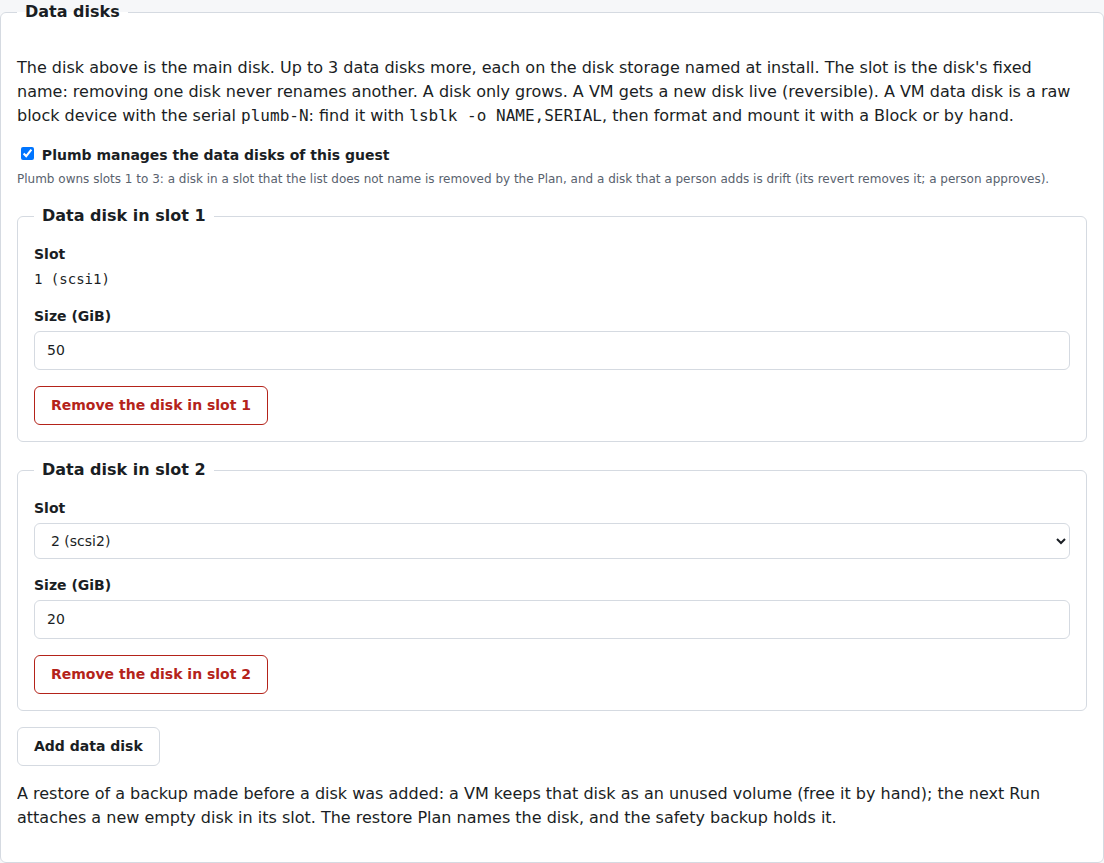 Data disks
The disk above is the main disk. Up to 3 data disks more, each on the disk storage named at install. The slot is the disk's fixed
name: removing one disk never renames another. A disk only grows. A VM gets a new disk live (reversible). A VM data disk is a raw
block device with the serial plumb-N: find it with lsblk -o NAME,SERIAL, then format and mount it with a Block or by hand.
Plumb manages the data disks of this guest
Plumb owns slots 1 to 3: a disk in a slot that the list does not name is removed by the Plan, and a disk that a person adds is drift (its revert removes it; a person approves).
Data disk in slot 1
Slot
1 (scsi1)
Size (GiB)
50
Remove the disk in slot 1
Data disk in slot 2
Slot
2 (scsi2)
Size (GiB)
20
Remove the disk in slot 2
Add data disk
A restore of a backup made before a disk was added: a VM keeps that disk as an unused volume (free it by hand); the next Run
attaches a new empty disk in its slot. The restore Plan names the disk, and the safety backup holds it.